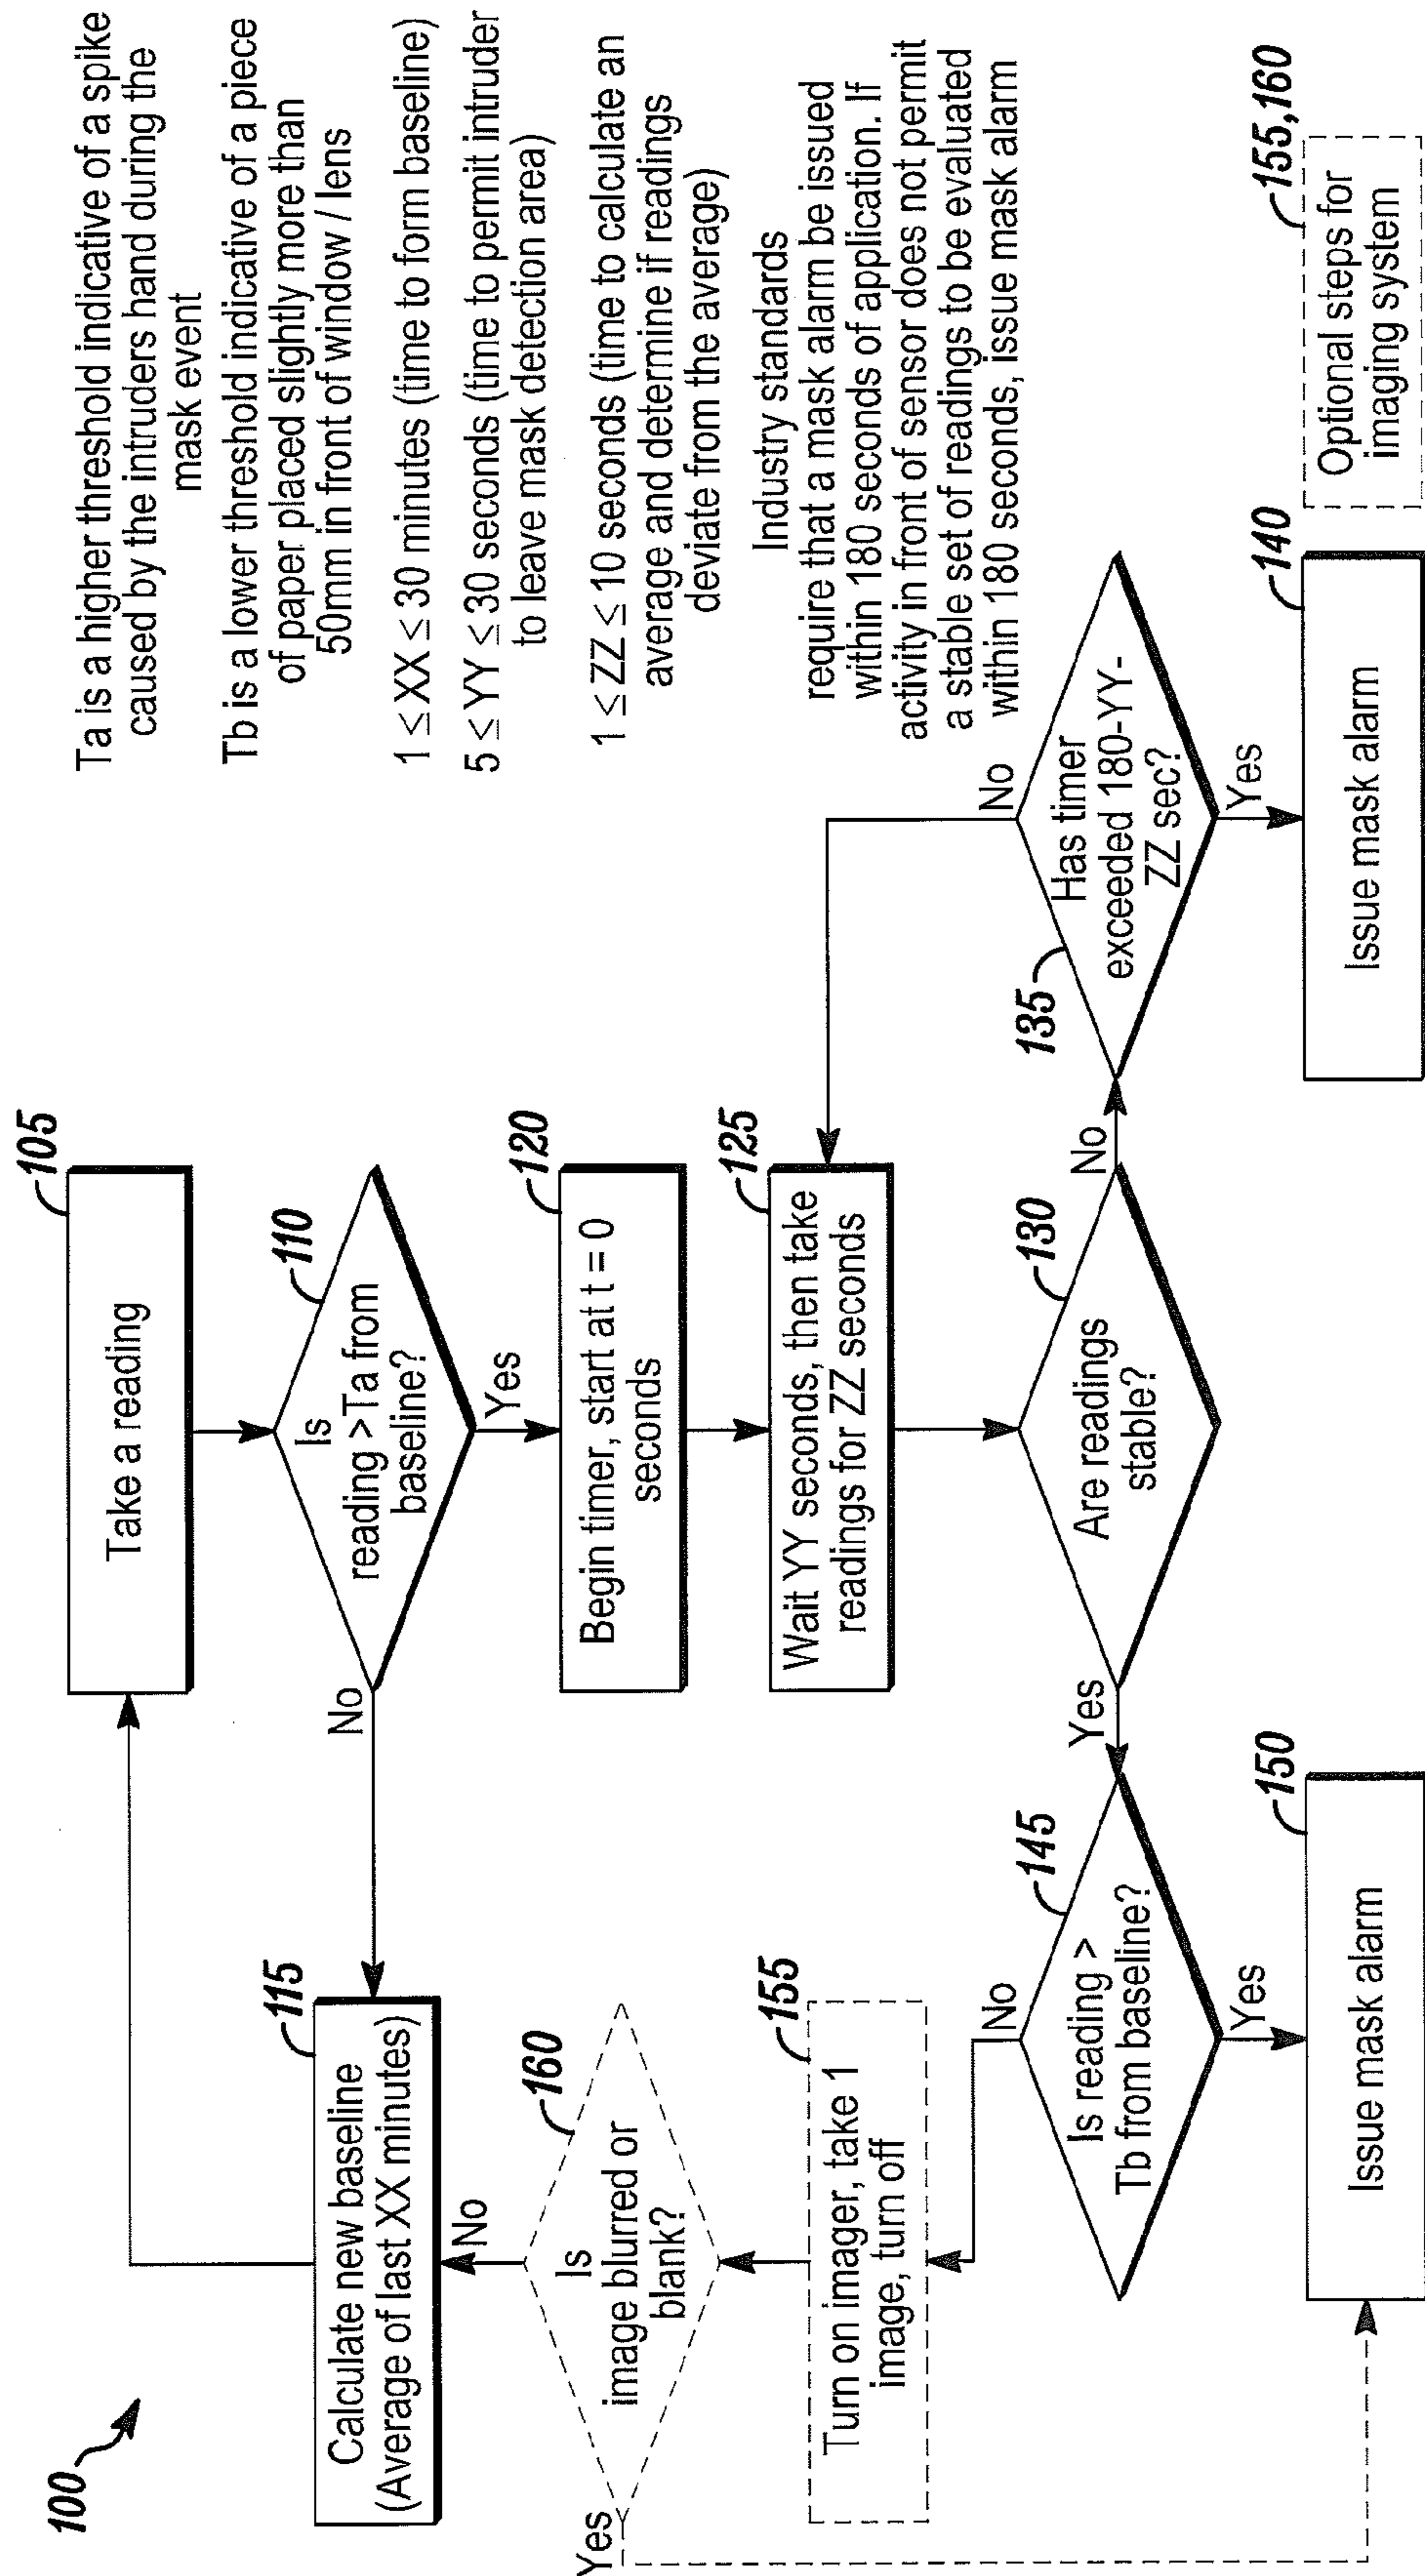 100
105
Take a reading
110
Is
reading >Ta from
baseline?
No
Yes
115
Calculate new baseline
(Average of last XX minutes)
120
Begin timer, start at t = 0
seconds
125
Wait YY seconds, then take
readings for ZZ seconds
130
Are readings
stable?
Yes
No
135
Has timer
exceeded 180-YY-
ZZ sec?
No
Yes
140
Issue mask alarm
145
Is reading >
Tb from baseline?
No
Yes
150
Issue mask alarm
155
Turn on imager, take 1
image, turn off
160
Is
image blurred or
blank?
No
Yes
Ta is a higher threshold indicative of a spike
caused by the intruders hand during the
mask event
Tb is a lower threshold indicative of a piece
of paper placed slightly more than
50mm in front of window / lens
1 ≤ XX ≤ 30 minutes (time to form baseline)
5 ≤ YY ≤ 30 seconds (time to permit intruder
to leave mask detection area)
1 ≤ ZZ ≤ 10 seconds (time to calculate an
average and determine if readings
deviate from the average)
Industry standards
require that a mask alarm be issued
within 180 seconds of application. If
activity in front of sensor does not permit
a stable set of readings to be evaluated
within 180 seconds, issue mask alarm
155,160
Optional steps for
imaging system